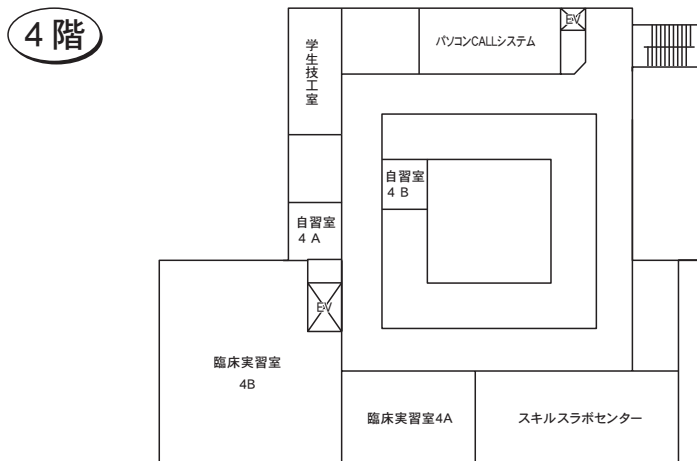 4階
EV
パソコンCALLシステム
学生技工室
自習室
4 B
自習室
4 A
EV
臨床実習室
4B
臨床実習室4A
スキルスラボセンター